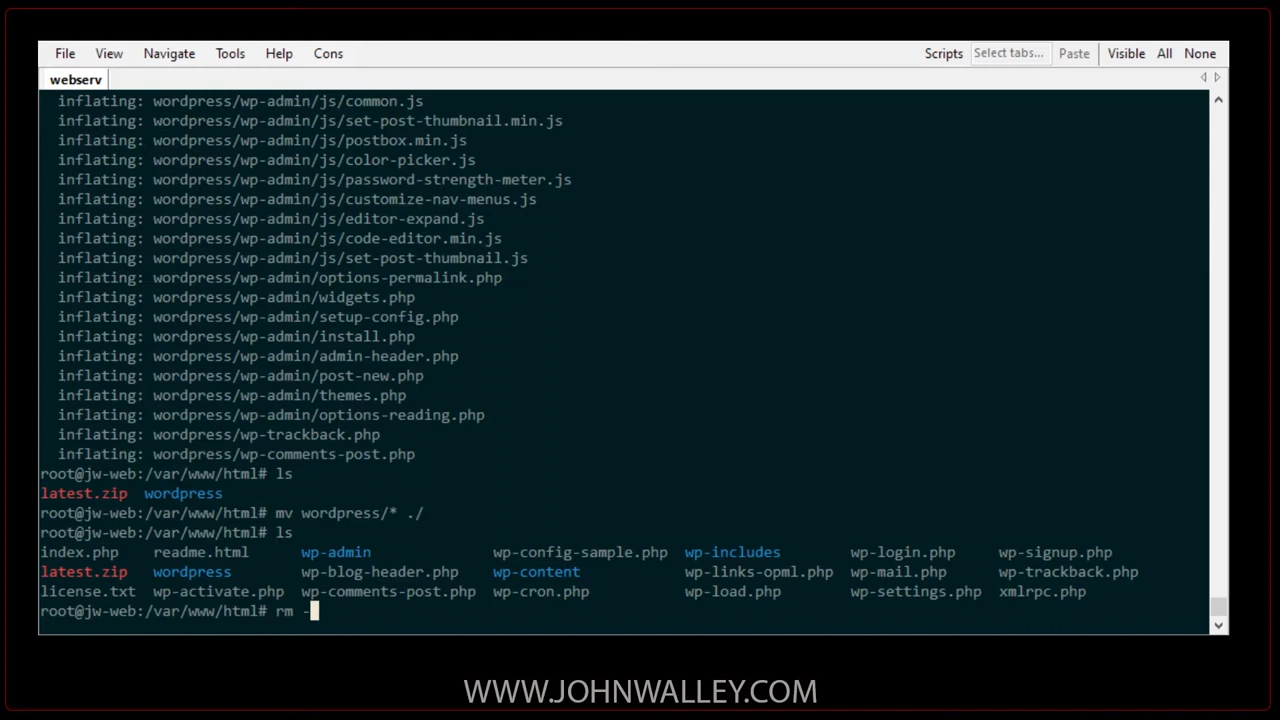 File View Navigate Tools Help Cons Scripts Select tabs... Paste Visible All None
webserv
inflating: wordpress/wp-admin/js/common.js
inflating: wordpress/wp-admin/js/set-post-thumbnail.min.js
inflating: wordpress/wp-admin/js/postbox.min.js
inflating: wordpress/wp-admin/js/color-picker.js
inflating: wordpress/wp-admin/js/password-strength-meter.js
inflating: wordpress/wp-admin/js/customize-nav-menus.js
inflating: wordpress/wp-admin/js/editor-expand.js
inflating: wordpress/wp-admin/js/code-editor.min.js
inflating: wordpress/wp-admin/js/set-post-thumbnail.js
inflating: wordpress/wp-admin/options-permalink.php
inflating: wordpress/wp-admin/widgets.php
inflating: wordpress/wp-admin/setup-config.php
inflating: wordpress/wp-admin/install.php
inflating: wordpress/wp-admin/admin-header.php
inflating: wordpress/wp-admin/post-new.php
inflating: wordpress/wp-admin/themes.php
inflating: wordpress/wp-admin/options-reading.php
inflating: wordpress/wp-trackback.php
inflating: wordpress/wp-comments-post.php
root@jw-web:/var/www/html# ls
latest.zip wordpress
root@jw-web:/var/www/html# mv wordpress/* ./
root@jw-web:/var/www/html# ls
index.php readme.html wp-admin wp-config-sample.php wp-includes wp-login.php wp-signup.php
latest.zip wordpress wp-blog-header.php wp-content wp-links-opml.php wp-mail.php wp-trackback.php
license.txt wp-activate.php wp-comments-post.php wp-cron.php wp-load.php wp-settings.php xmlrpc.php
root@jw-web:/var/www/html# rm -
WWW.JOHNWALLEY.COM